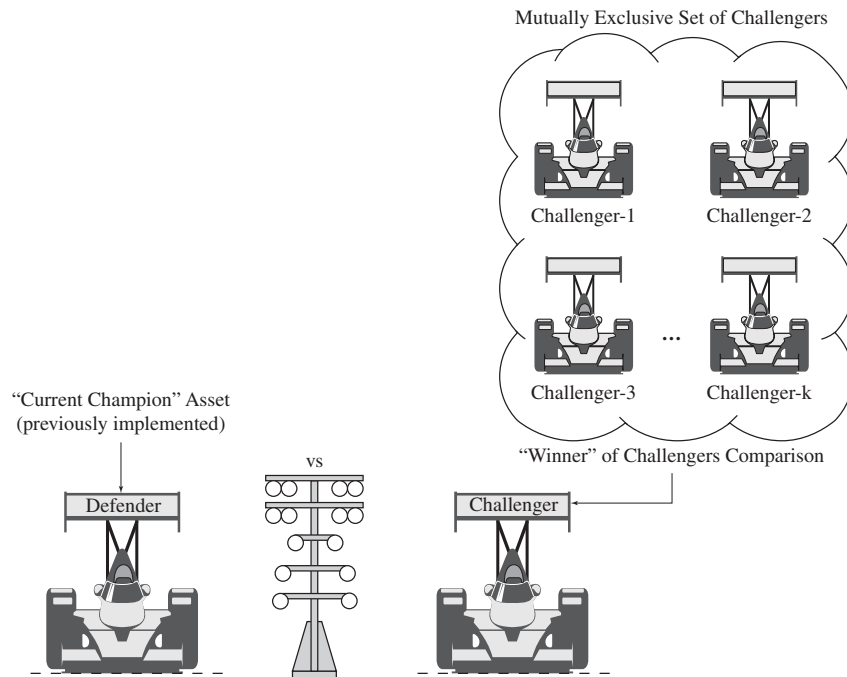 Mutually Exclusive Set of Challengers
Challenger-1
Challenger-2
Challenger-3
...
Challenger-k
“Current Champion” Asset
(previously implemented)
vs
“Winner” of Challengers Comparison
Defender
Challenger